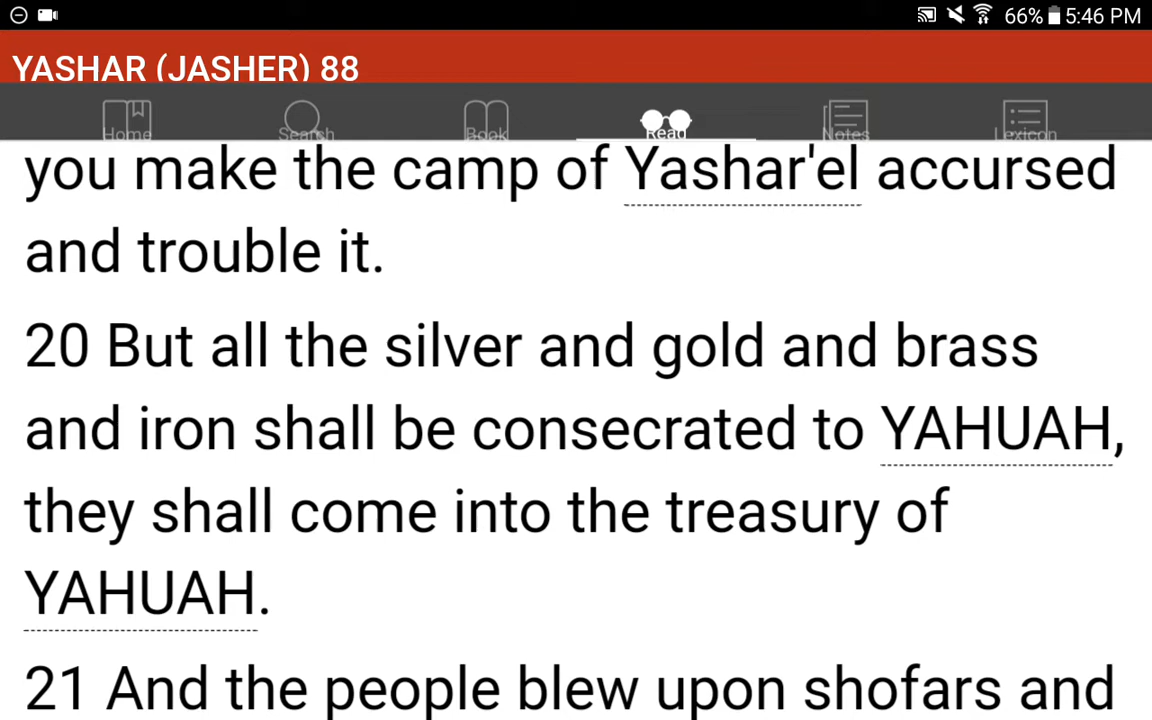 66% 5:46 PM
YASHAR (JASHER) 88
Home Search Book Read Notes Lexicon
you make the camp of Yashar'el accursed
and trouble it.
20 But all the silver and gold and brass
and iron shall be consecrated to YAHUAH,
they shall come into the treasury of
YAHUAH.
21 And the people blew upon shofars and